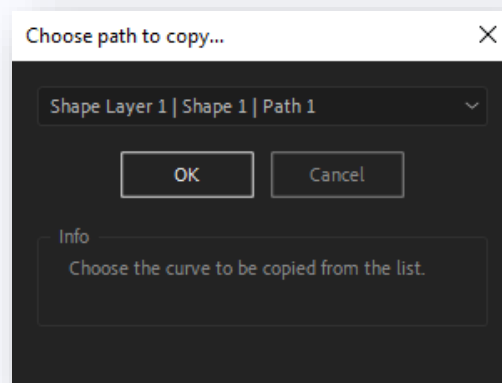 Choose path to copy...
Shape Layer 1 | Shape 1 | Path 1
OK
Cancel
Info
Choose the curve to be copied from the list.